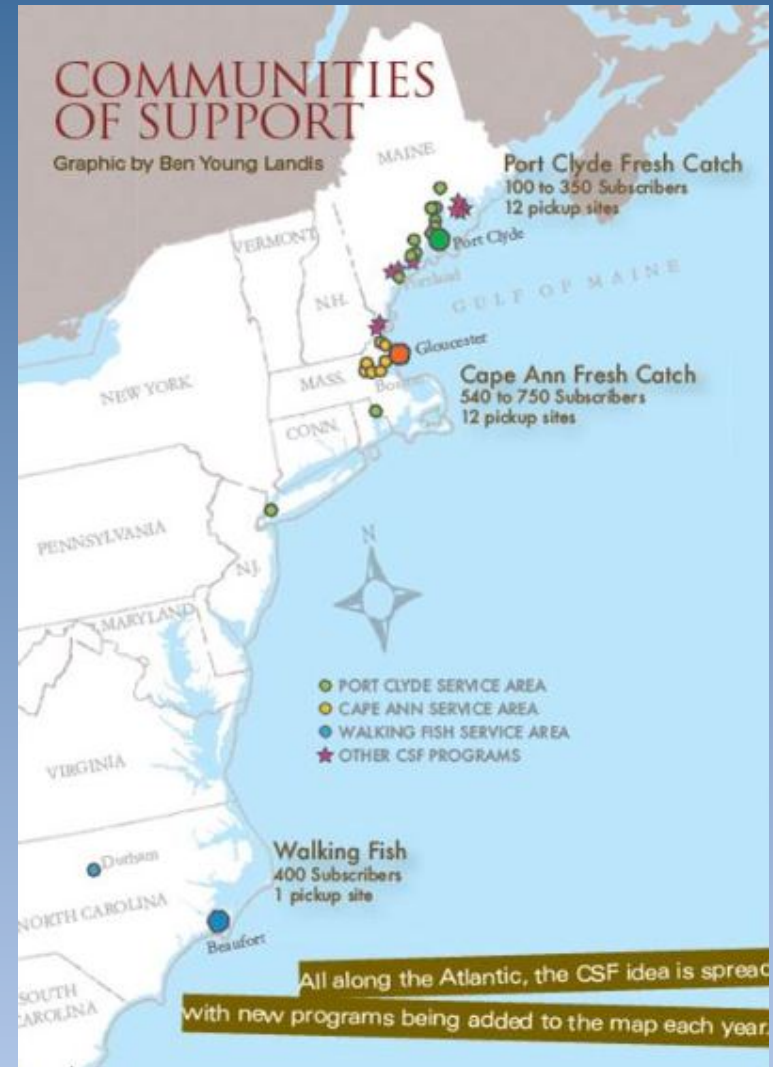 COMMUNITIES
OF SUPPORT
Graphic by Ben Young Landis
MAINE
Port Clyde Fresh Catch
100 to 350 Subscribers
12 pickup sites
Port Clyde
VERMONT
Portland
GULF OF MAINE
N.H.
Gloucester
NEW YORK
MASS.
Boston
Cape Ann Fresh Catch
540 to 750 Subscribers
12 pickup sites
CONN.
PENNSYLVANIA
N.J.
N
MARYLAND
PORT CLYDE SERVICE AREA
CAPE ANN SERVICE AREA
WALKING FISH SERVICE AREA
OTHER CSF PROGRAMS
VIRGINIA
Durham
Walking Fish
400 Subscribers
1 pickup site
NORTH CAROLINA
Beaufort
All along the Atlantic, the CSF idea is spread
with new programs being added to the map each year.
SOUTH
CAROLINA